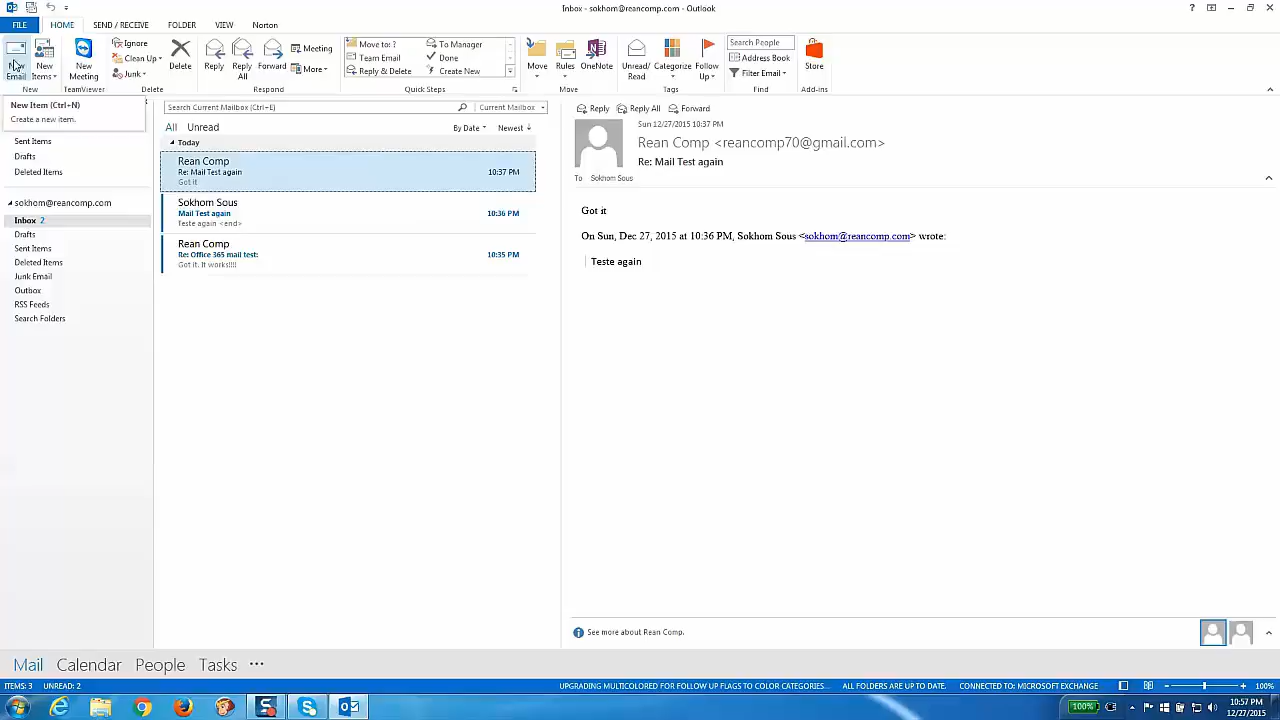 Inbox - sokhom@reancomp.com - Outlook
FILE HOME SEND / RECEIVE FOLDER VIEW Norton
New Email
New Items
New Meeting
Ignore
Clean Up
Junk
Delete
Reply
Reply All
Forward
Meeting
More
Move to: ?
Team Email
Reply & Delete
To Manager
Done
Create New
Move
Rules
OneNote
Unread/ Read
Categorize
Follow Up
Search People
Address Book
Filter Email
Store
New TeamViewer Delete Respond Quick Steps Move Tags Find Add-ins
New Item (Ctrl+N)
Create a new item.
Sent Items
Drafts
Deleted Items
sokhom@reancomp.com
Inbox 2
Drafts
Sent Items
Deleted Items
Junk Email
Outbox
RSS Feeds
Search Folders
Search Current Mailbox (Ctrl+E) Current Mailbox
All Unread By Date Newest
Today
Rean Comp
Re: Mail Test again 10:37 PM
Got it
Sokhom Sous
Mail Test again 10:36 PM
Teste again <end>
Rean Comp
Re: Office 365 mail test: 10:35 PM
Got it. It works!!!!
Reply Reply All Forward
Sun 12/27/2015 10:37 PM
Rean Comp <reancomp70@gmail.com>
Re: Mail Test again
To Sokhom Sous
Got it
On Sun, Dec 27, 2015 at 10:36 PM, Sokhom Sous <sokhom@reancomp.com> wrote:
Teste again
See more about Rean Comp.
Mail Calendar People Tasks
ITEMS: 3 UNREAD: 2 UPGRADING MULTICOLORED FOR FOLLOW UP FLAGS TO COLOR CATEGORIES... ALL FOLDERS ARE UP TO DATE. CONNECTED TO: MICROSOFT EXCHANGE 100%
100% 10:57 PM
12/27/2015